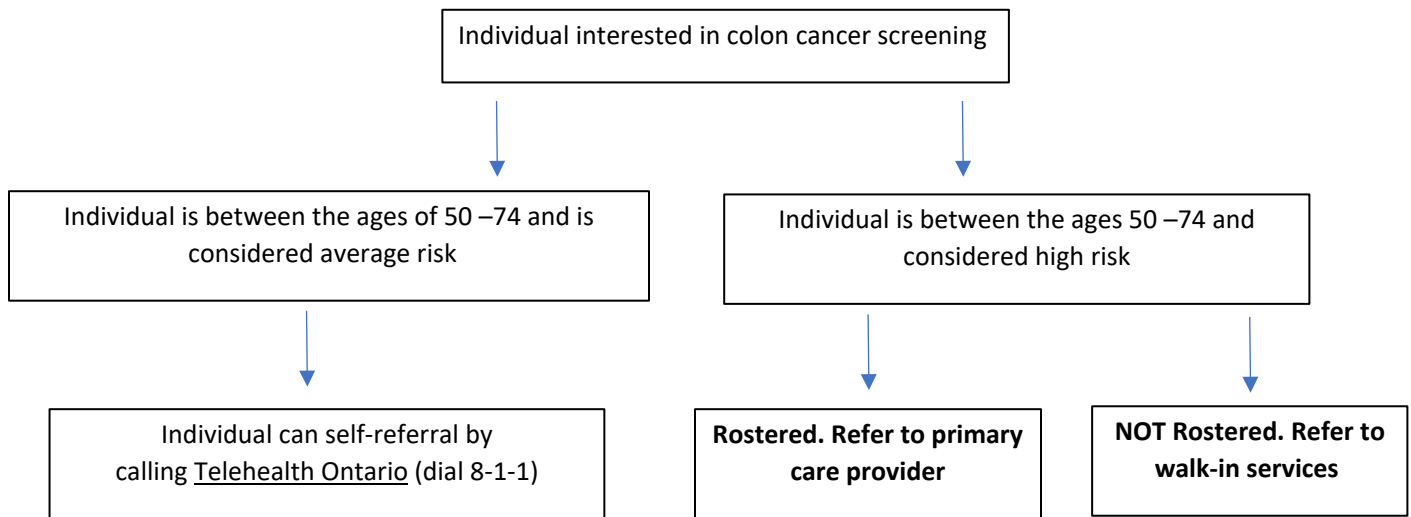 Individual interested in colon cancer screening
Individual is between the ages of 50 –74 and is
considered average risk
Individual is between the ages 50 –74 and
considered high risk
Individual can self-referral by
calling Telehealth Ontario (dial 8-1-1)
Rostered. Refer to primary
care provider
NOT Rostered. Refer to
walk-in services